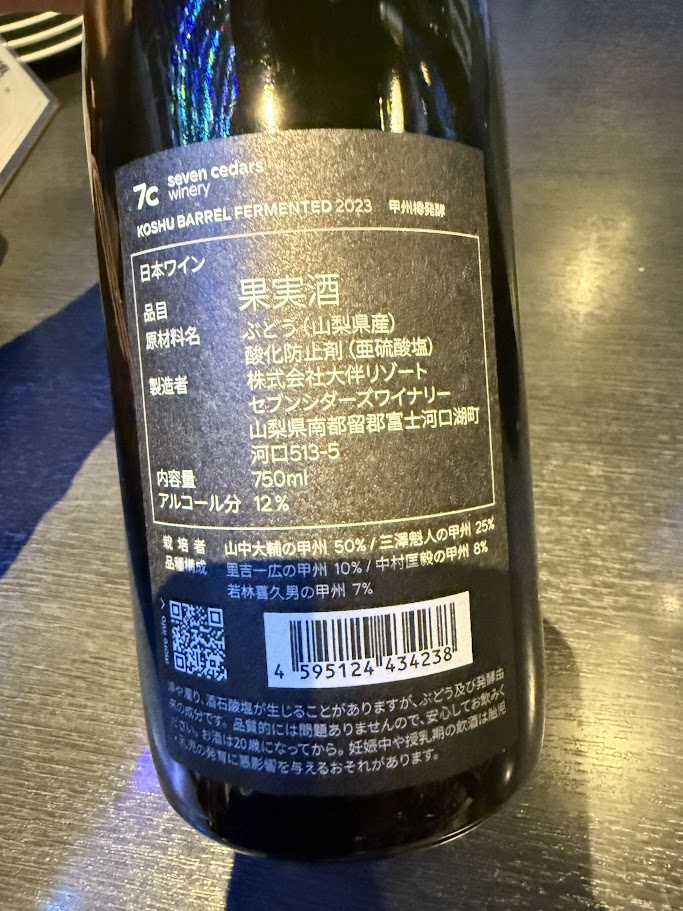 7c seven cedars
winery
KOSHU BARREL FERMENTED 2023 甲州樽発酵
日本ワイン
品目 果実酒
原材料名 ぶどう（山梨県産）
酸化防止剤（亜硫酸塩）
製造者 株式会社大伴リゾート
セブンシダーズワイナリー
山梨県南都留郡富士河口湖町
河口513-5
内容量 750ml
アルコール分 12%
栽培者 山中大輔の甲州 50% / 三澤魁人の甲州 25%
品種構成 里吉一広の甲州 10% / 中村匡毅の甲州 8%
若林喜久男の甲州 7%
more info >
4 595124 434238
澱や濁り、酒石酸塩が生じることがありますが、ぶどう及び発酵由
来の成分です。品質的には問題ありませんので、安心してお飲みく
ださい。お酒は20歳になってから。妊娠中や授乳期の飲酒は胎児
・乳児の発育に悪影響を与えるおそれがあります。